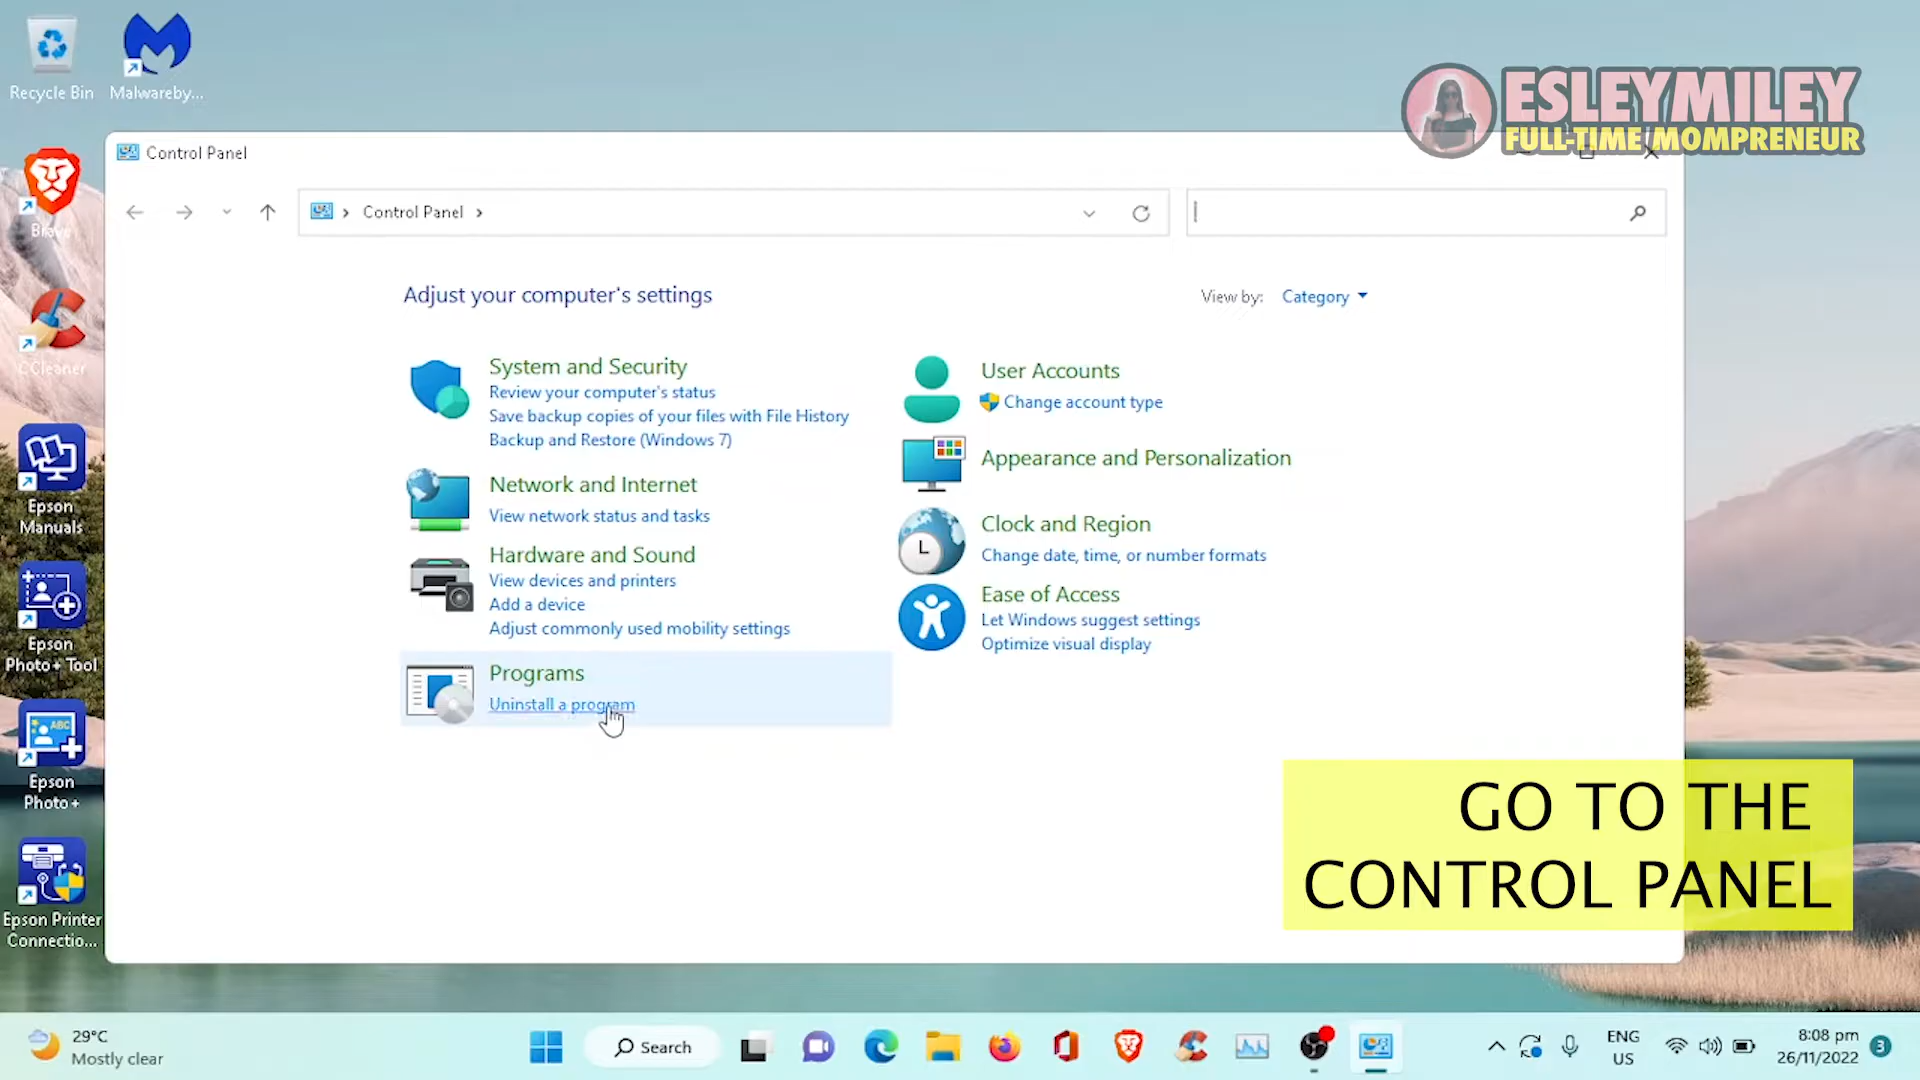 Recycle Bin
Malwareby...
ESLEYMILEY
FULL-TIME MOMPRENEUR
Control Panel
Control Panel
Brave
CCleaner
Epson
Manuals
Epson
Photo+ Tool
ABC
Epson
Photo+
Epson Printer
Connectio...
Adjust your computer's settings
View by:
Category
System and Security
Review your computer's status
Save backup copies of your files with File History
Backup and Restore (Windows 7)
Network and Internet
View network status and tasks
Hardware and Sound
View devices and printers
Add a device
Adjust commonly used mobility settings
Programs
Uninstall a program
User Accounts
Change account type
Appearance and Personalization
Clock and Region
Change date, time, or number formats
Ease of Access
Let Windows suggest settings
Optimize visual display
GO TO THE
CONTROL PANEL
29°C
Mostly clear
Search
ENG
US
8:08 pm
26/11/2022
3